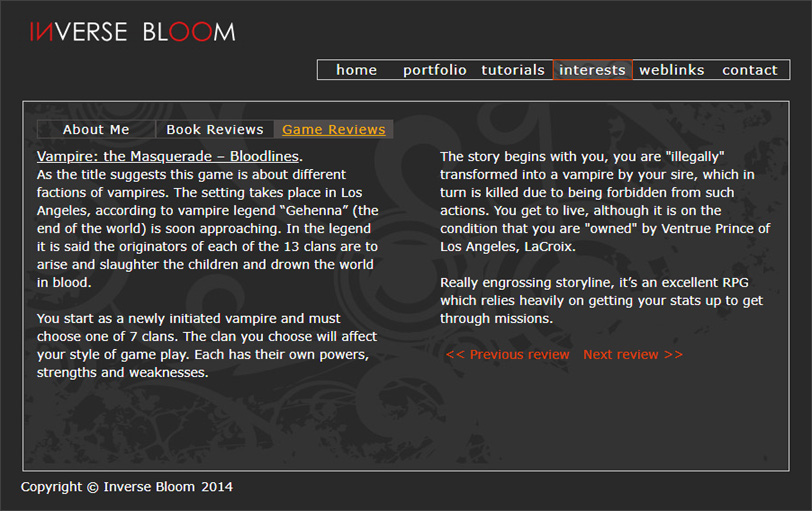 INVERSE BLOOM
home portfolio tutorials interests weblinks contact
About Me Book Reviews Game Reviews
Vampire: the Masquerade – Bloodlines.
As the title suggests this game is about different
factions of vampires. The setting takes place in Los
Angeles, according to vampire legend “Gehenna” (the
end of the world) is soon approaching. In the legend
it is said the originators of each of the 13 clans are to
arise and slaughter the children and drown the world
in blood.
You start as a newly initiated vampire and must
choose one of 7 clans. The clan you choose will affect
your style of game play. Each has their own powers,
strengths and weaknesses.
The story begins with you, you are "illegally"
transformed into a vampire by your sire, which in
turn is killed due to being forbidden from such
actions. You get to live, although it is on the
condition that you are "owned" by Ventrue Prince of
Los Angeles, LaCroix.
Really engrossing storyline, it’s an excellent RPG
which relies heavily on getting your stats up to get
through missions.
<< Previous review Next review >>
Copyright © Inverse Bloom 2014